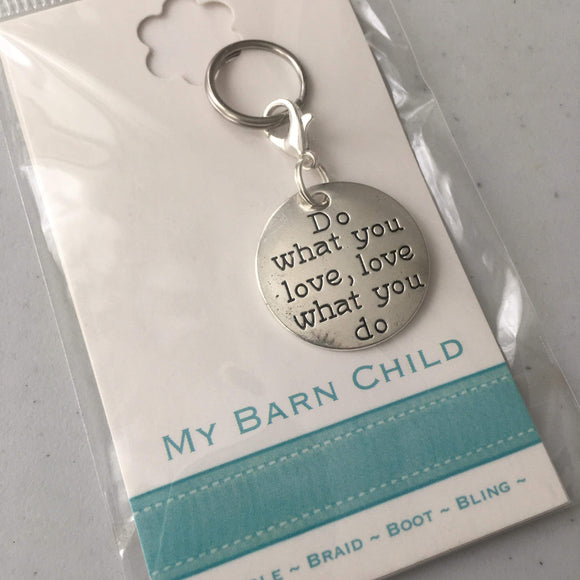 Do
what you
love, love
what you
do
MY BARN CHILD
~ BRAID ~ BOOT ~ BLING ~